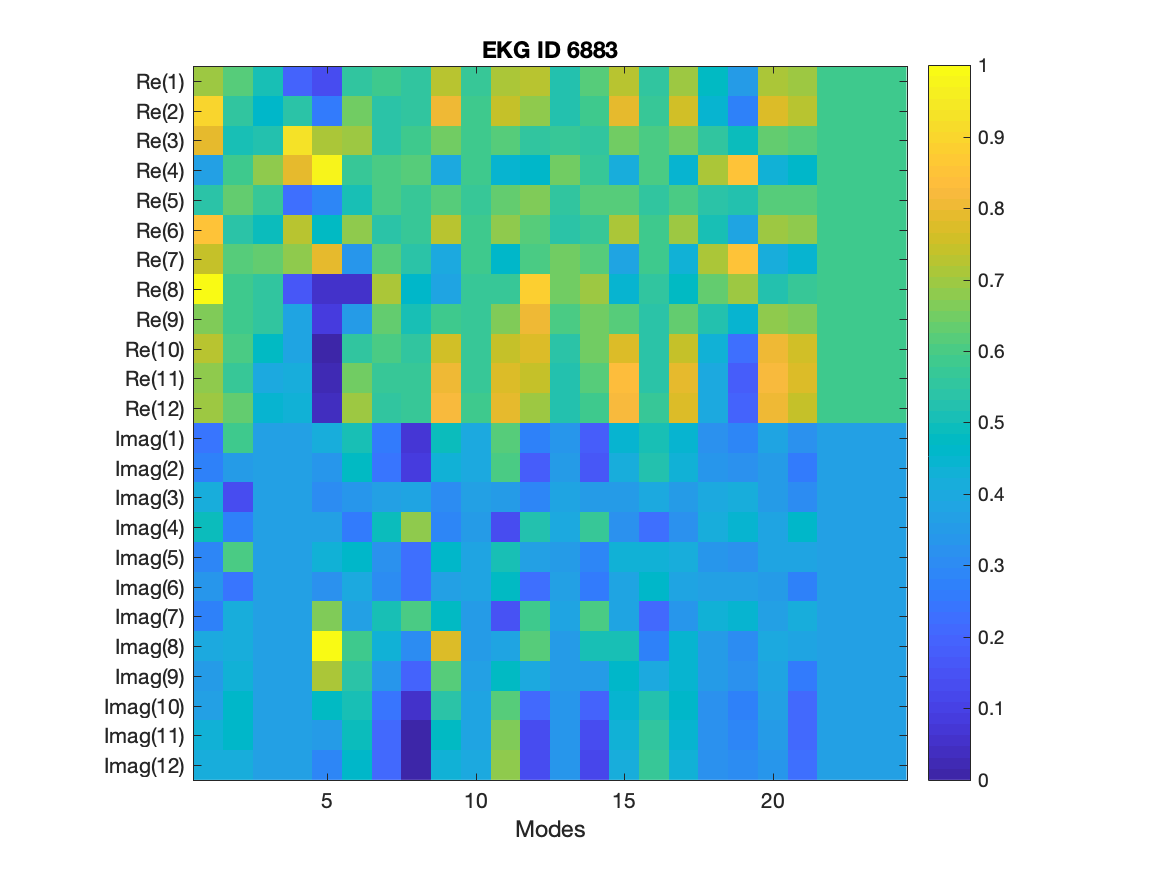 EKG ID 6883
Re(1)
Re(2)
Re(3)
Re(4)
Re(5)
Re(6)
Re(7)
Re(8)
Re(9)
Re(10)
Re(11)
Re(12)
Imag(1)
Imag(2)
Imag(3)
Imag(4)
Imag(5)
Imag(6)
Imag(7)
Imag(8)
Imag(9)
Imag(10)
Imag(11)
Imag(12)
5 10 15 20
Modes
1
0.9
0.8
0.7
0.6
0.5
0.4
0.3
0.2
0.1
0